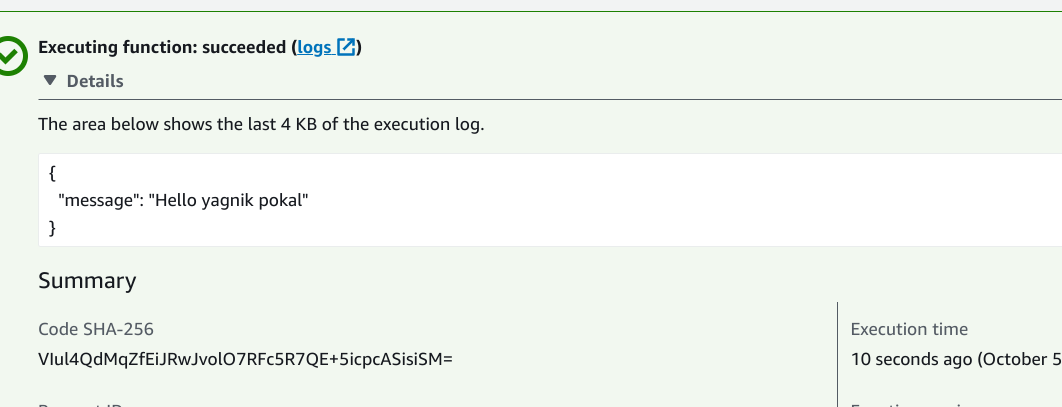 Executing function: succeeded (logs)
Details
The area below shows the last 4 KB of the execution log.
{
"message": "Hello yagnik pokal"
}
Summary
Code SHA-256
Execution time
VIul4QdMqZfEiJRwJvolO7RFc5R7QE+5icpcASisiSM=
10 seconds ago (October 5